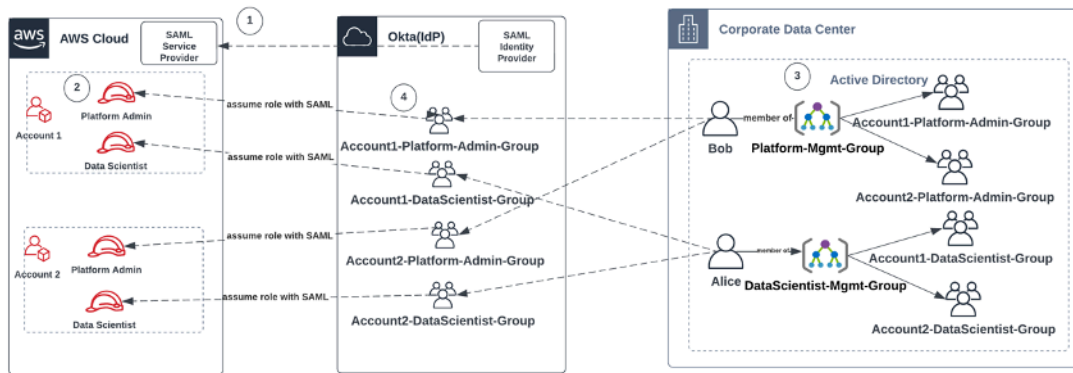 aws
AWS Cloud
SAML
Service
Provider
1
Okta(IdP)
SAML
Identity
Provider
Corporate Data Center
2
Platform Admin
Account 1
Data Scientist
assume role with SAML
assume role with SAML
4
Account1-Platform-Admin-Group
Account1-DataScientist-Group
3
Active Directory
Bob
member of
Platform-Mgmt-Group
Account1-Platform-Admin-Group
Account2-Platform-Admin-Group
Account 2
Platform Admin
Data Scientist
assume role with SAML
assume role with SAML
Account2-Platform-Admin-Group
Account2-DataScientist-Group
Alice
member of
DataScientist-Mgmt-Group
Account1-DataScientist-Group
Account2-DataScientist-Group